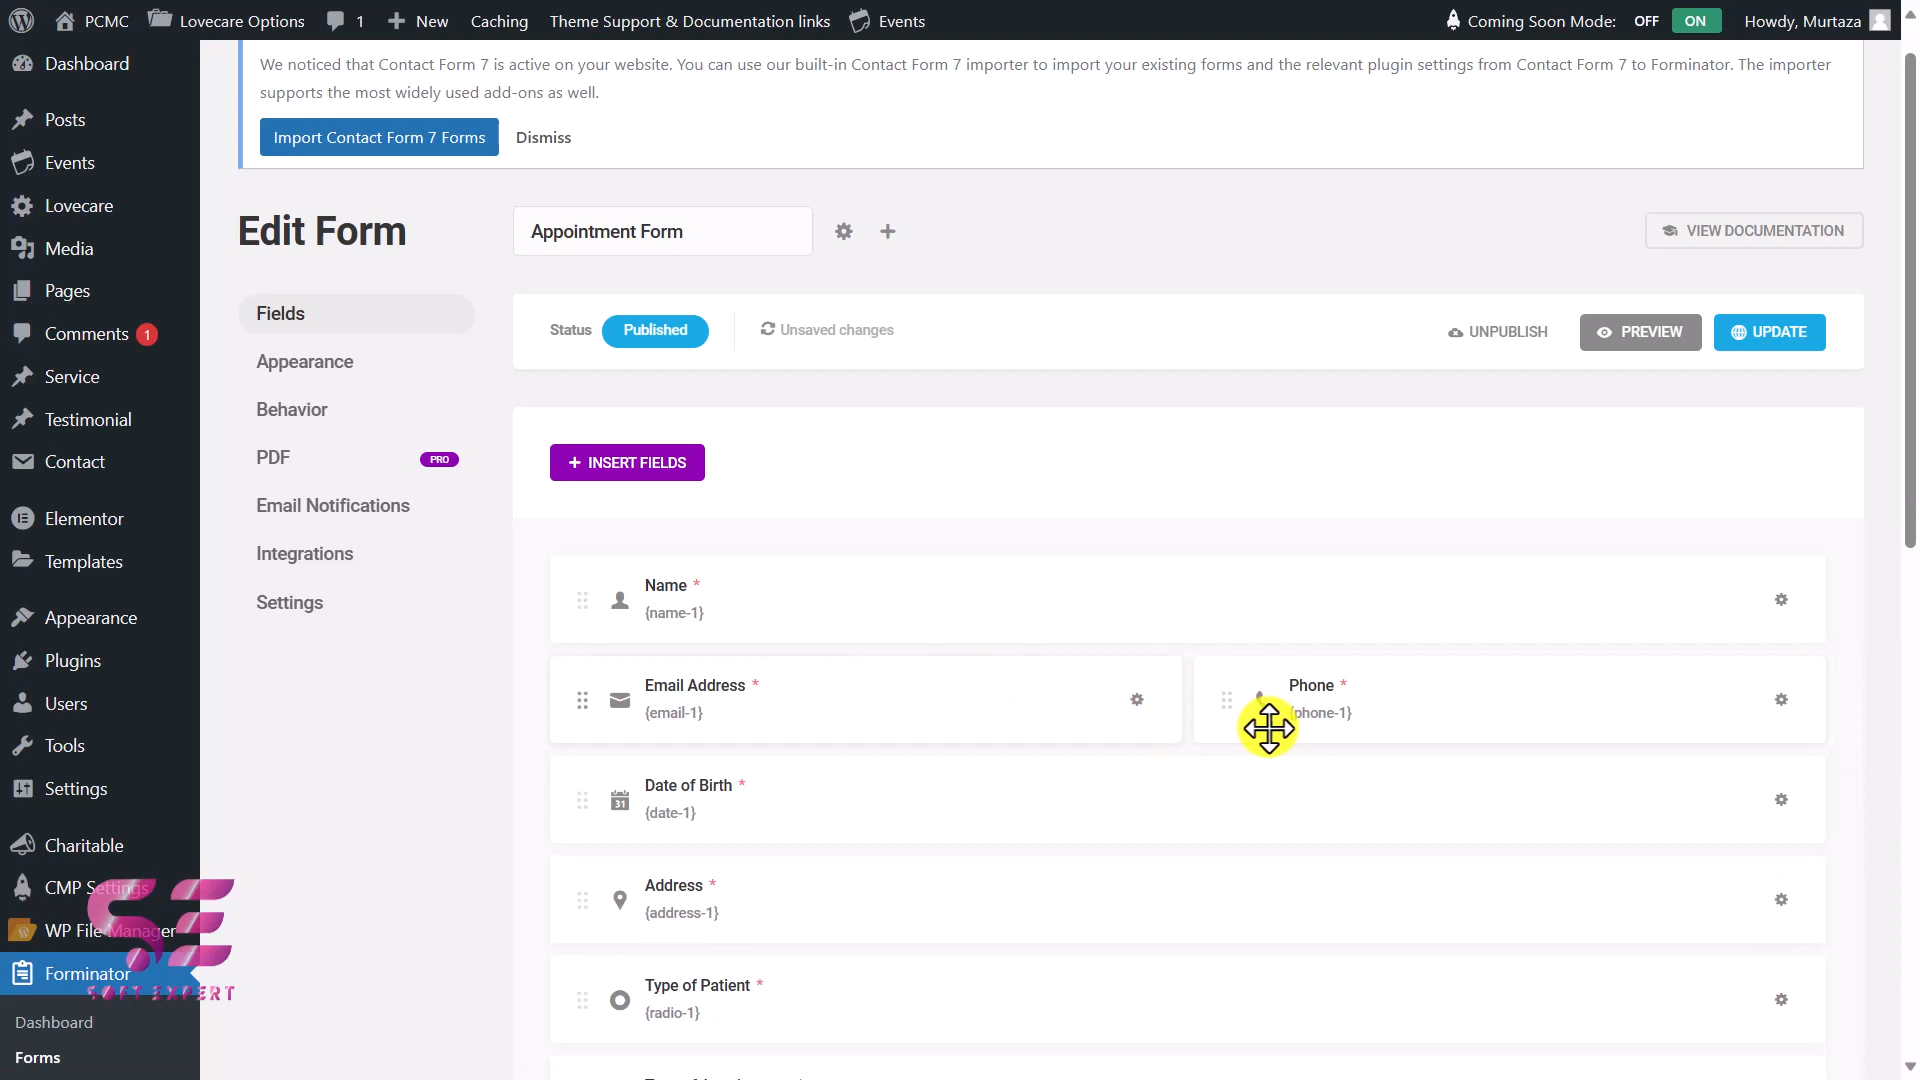 PCMC
Lovecare Options
1
New
Caching
Theme Support & Documentation links
Events
Coming Soon Mode:
OFF
ON
Howdy, Murtaza
Dashboard
Posts
Events
Lovecare
Media
Pages
Comments 1
Service
Testimonial
Contact
Elementor
Templates
Appearance
Plugins
Users
Tools
Settings
Charitable
CMP Settings
WP File Manager
Forminator
Dashboard
Forms
SE
SOFT EXPERT
We noticed that Contact Form 7 is active on your website. You can use our built-in Contact Form 7 importer to import your existing forms and the relevant plugin settings from Contact Form 7 to Forminator. The importer
supports the most widely used add-ons as well.
Import Contact Form 7 Forms
Dismiss
Edit Form
Appointment Form
VIEW DOCUMENTATION
Fields
Appearance
Behavior
PDF
PRO
Email Notifications
Integrations
Settings
Status
Published
Unsaved changes
UNPUBLISH
PREVIEW
UPDATE
+ INSERT FIELDS
Name *
{name-1}
Email Address *
{email-1}
Phone *
{phone-1}
31
Date of Birth *
{date-1}
Address *
{address-1}
Type of Patient *
{radio-1}